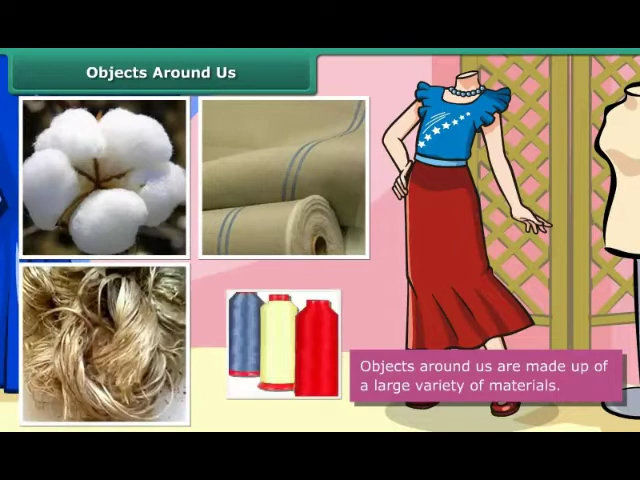 Objects Around Us
Objects around us are made up of
a large variety of materials.